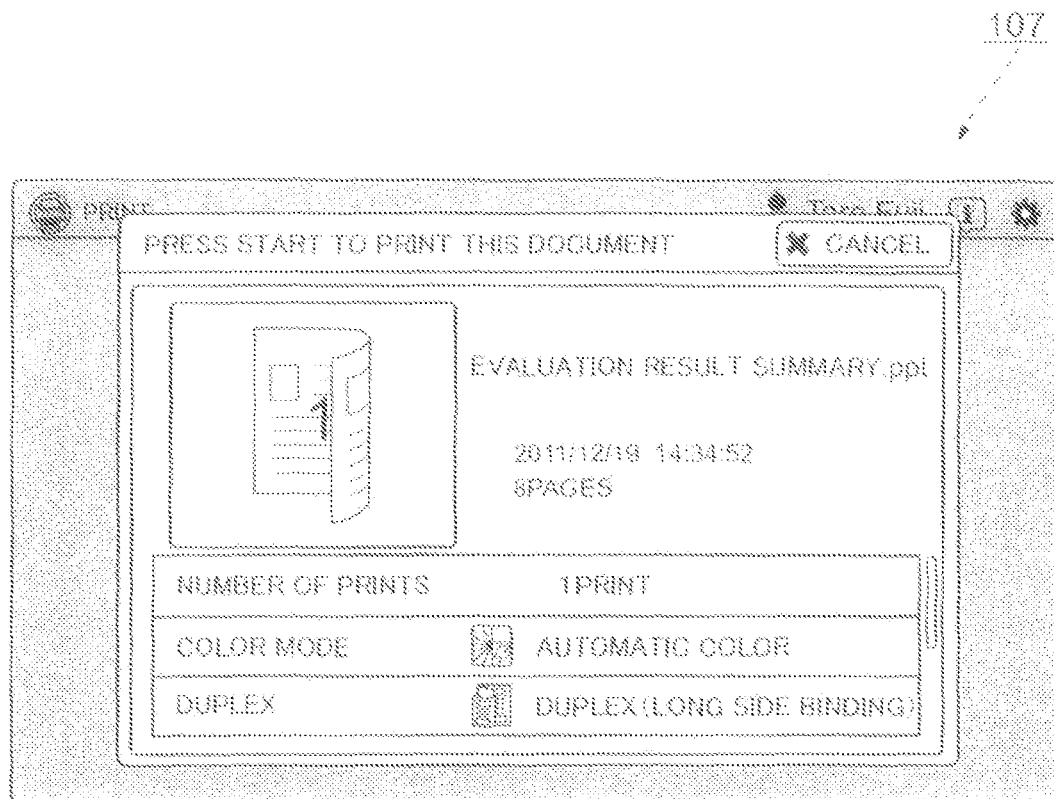 107
PRINT
PRESS START TO PRINT THIS DOCUMENT
CANCEL
1
EVALUATION RESULT SUMMARY.ppt
2011/12/19 14:34:52
8PAGES
NUMBER OF PRINTS 1PRINT
COLOR MODE AUTOMATIC COLOR
DUPLEX DUPLEX (LONG SIDE BINDING)